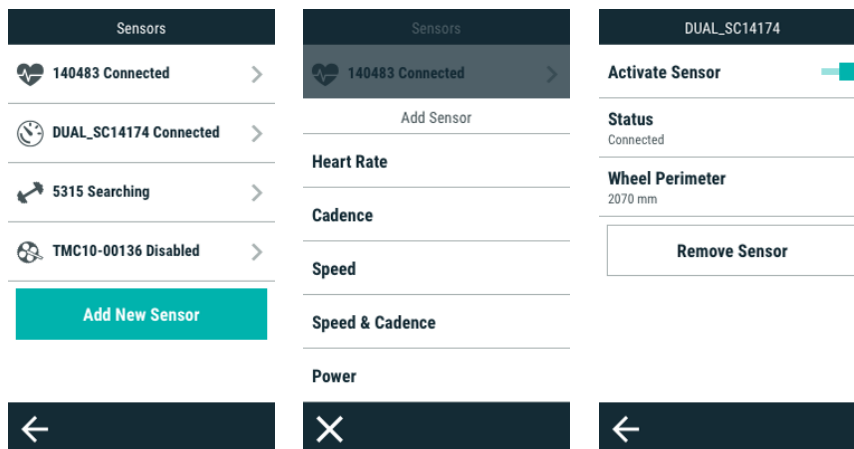 Sensors
140483 Connected
DUAL_SC14174 Connected
5315 Searching
TMC10-00136 Disabled
Add New Sensor
Sensors
140483 Connected
Add Sensor
Heart Rate
Cadence
Speed
Speed & Cadence
Power
DUAL_SC14174
Activate Sensor
Status
Connected
Wheel Perimeter
2070 mm
Remove Sensor